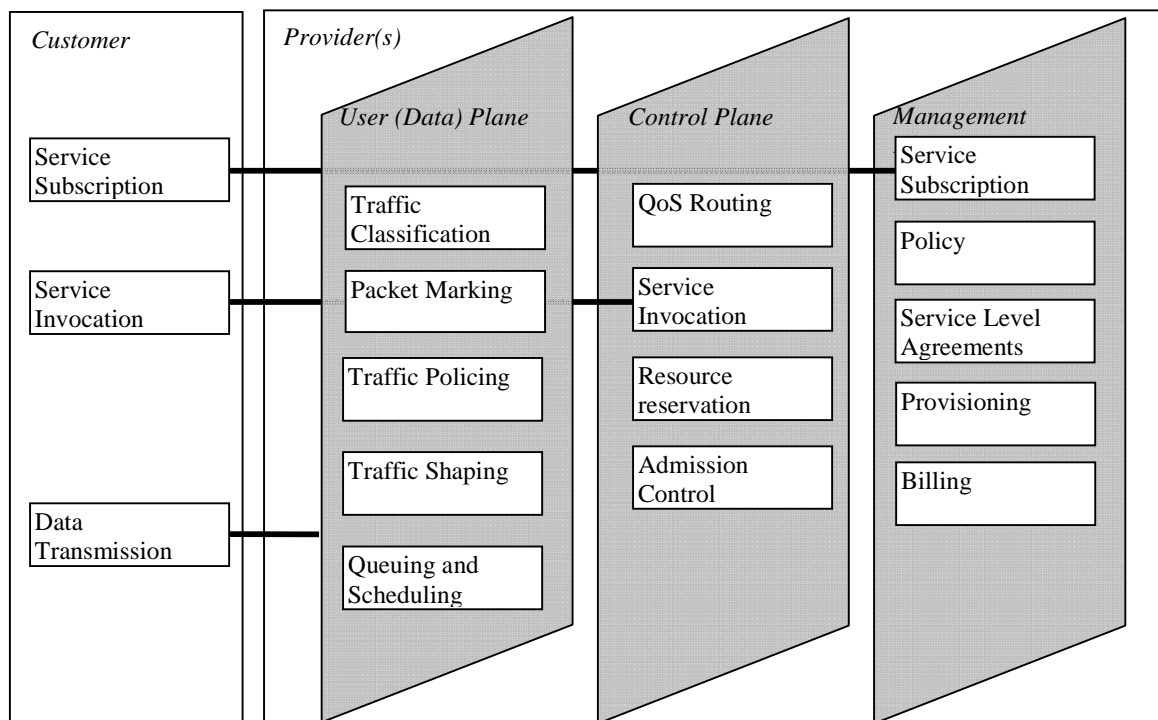 Customer
Service
Subscription
Service
Invocation
Data
Transmission
Provider(s)
User (Data) Plane
Traffic
Classification
Packet Marking
Traffic Policing
Traffic Shaping
Queuing and
Scheduling
Control Plane
QoS Routing
Service
Invocation
Resource
reservation
Admission
Control
Management
Service
Subscription
Policy
Service Level
Agreements
Provisioning
Billing